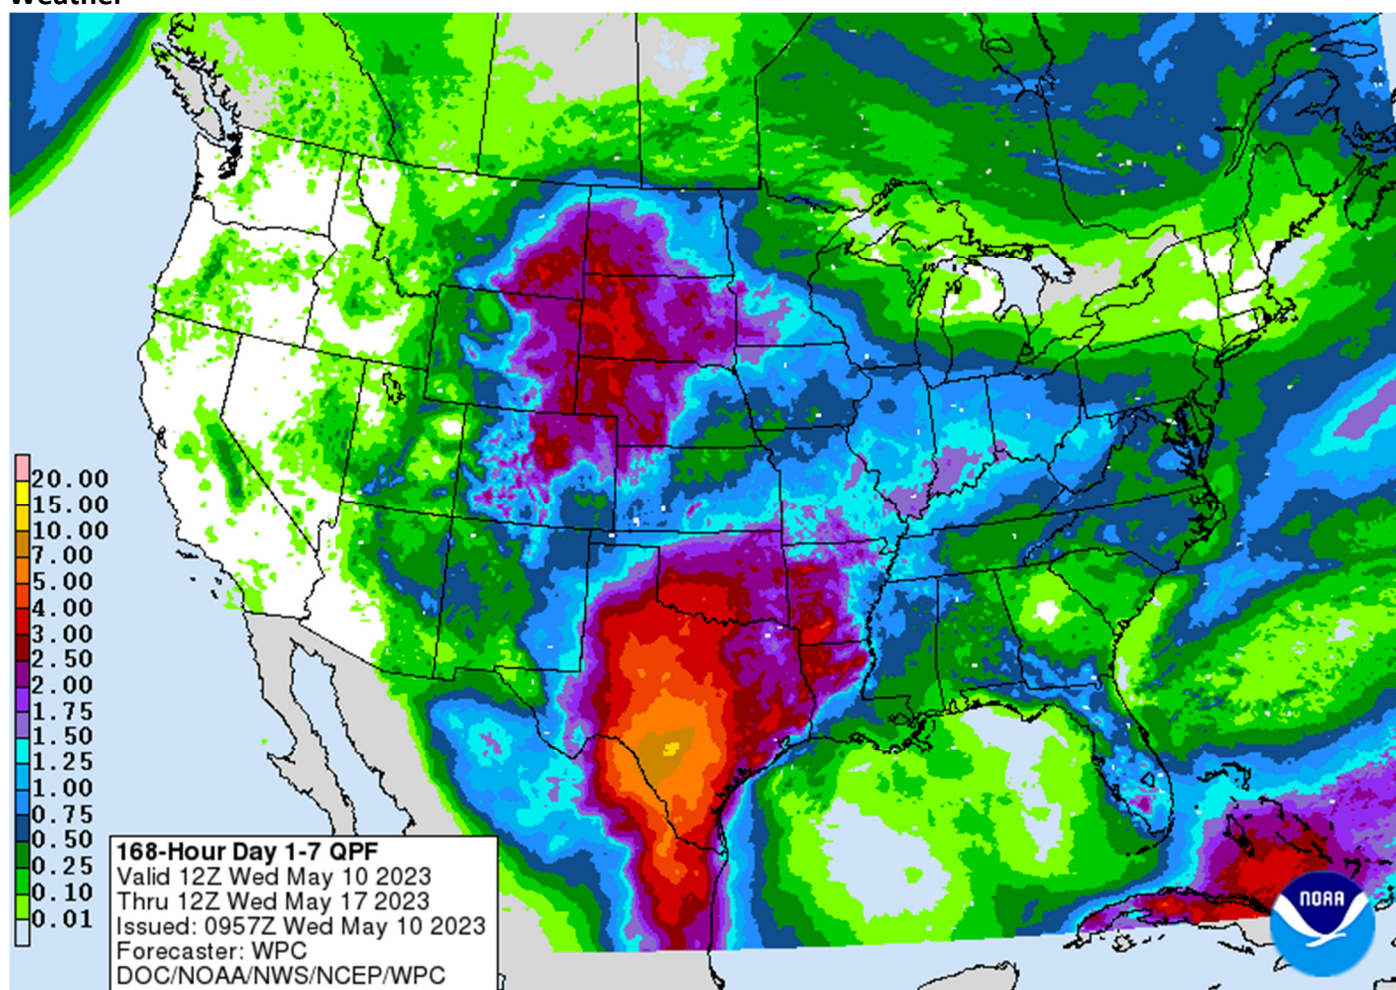 Weather
20.00
15.00
10.00
7.00
5.00
4.00
3.00
2.50
2.00
1.75
1.50
1.25
1.00
0.75
0.50
0.25
0.10
0.01
168-Hour Day 1-7 QPF
Valid 12Z Wed May 10 2023
Thru 12Z Wed May 17 2023
Issued: 0957Z Wed May 10 2023
Forecaster: WPC
DOC/NOAA/NWS/NCEP/WPC
NOAA